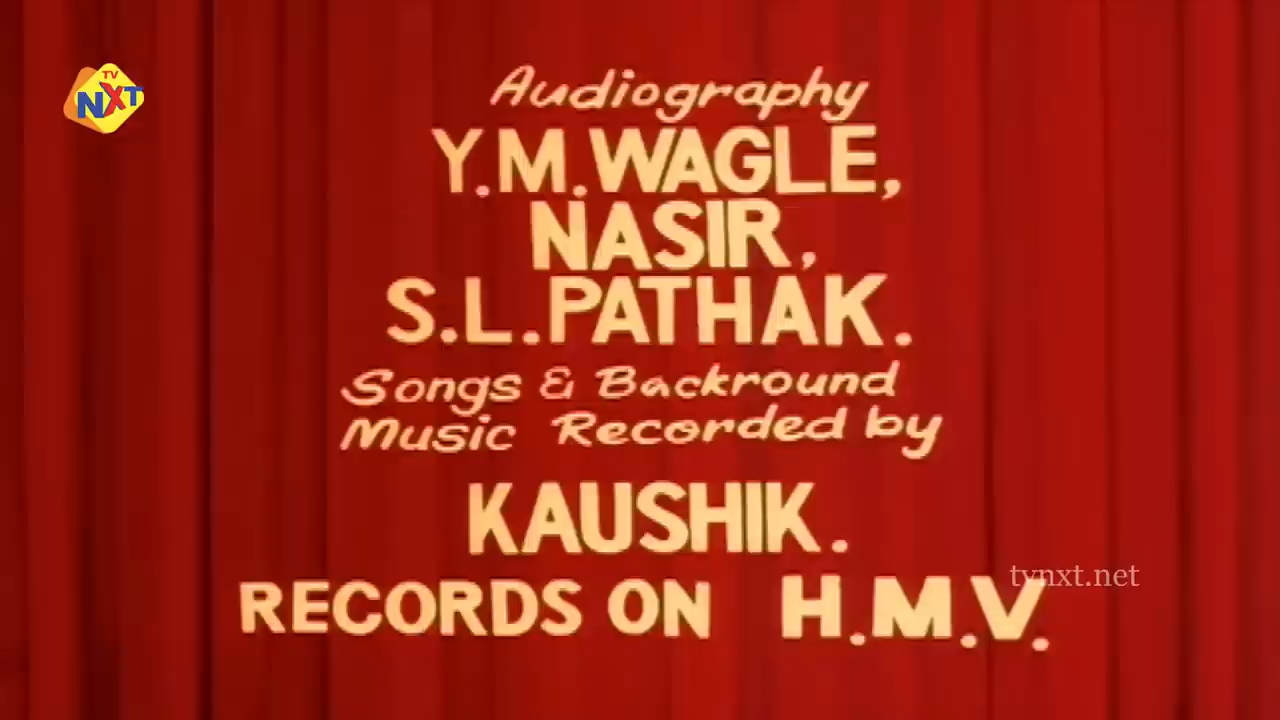 TV
NXT
Audiography
Y.M.WAGLE,
NASIR,
S.L.PATHAK.
Songs & Backround
Music Recorded by
KAUSHIK.
RECORDS ON H.M.V.
tvnxt.net